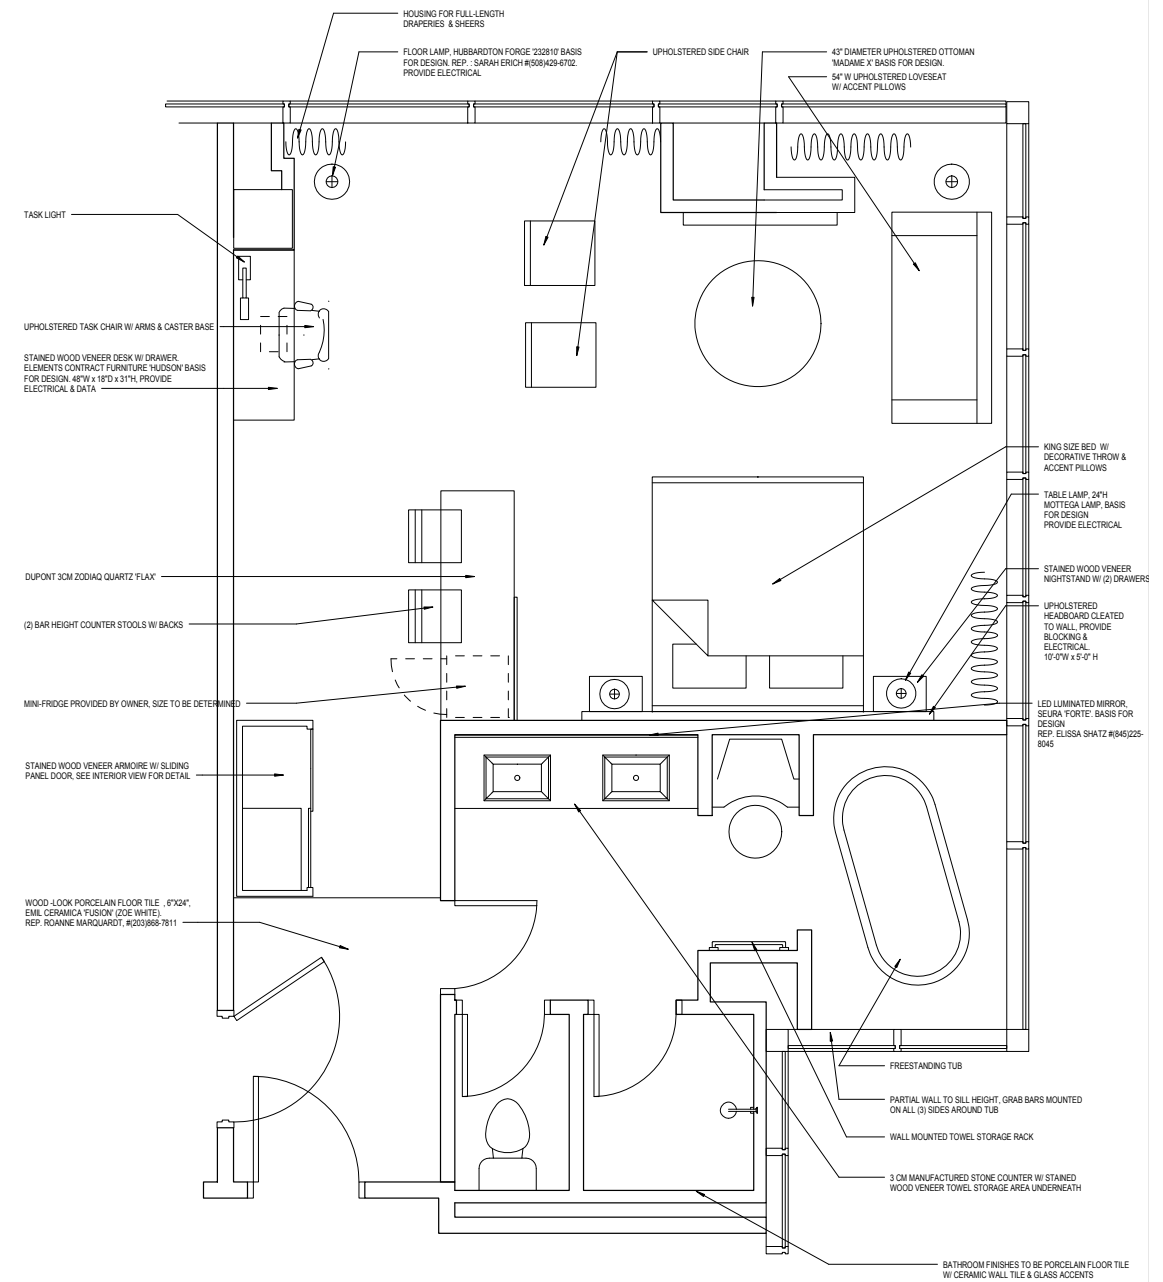 HOUSING FOR FULL-LENGTH
DRAPERIES & SHEERS
FLOOR LAMP, HUBBARDTON FORGE '232810' BASIS
FOR DESIGN. REP. : SARAH ERICH #(508)429-6702.
PROVIDE ELECTRICAL
UPHOLSTERED SIDE CHAIR
43" DIAMETER UPHOLSTERED OTTOMAN
'MADAME X' BASIS FOR DESIGN.
54" W UPHOLSTERED LOVESEAT
W/ ACCENT PILLOWS
TASK LIGHT
UPHOLSTERED TASK CHAIR W/ ARMS & CASTER BASE
STAINED WOOD VENEER DESK W/ DRAWER.
ELEMENTS CONTRACT FURNITURE 'HUDSON' BASIS
FOR DESIGN. 48"W x 18"D x 31"H, PROVIDE
ELECTRICAL & DATA
KING SIZE BED W/
DECORATIVE THROW &
ACCENT PILLOWS
TABLE LAMP, 24"H
MOTTEGA LAMP, BASIS
FOR DESIGN
PROVIDE ELECTRICAL
DUPONT 3CM ZODIAQ QUARTZ 'FLAX'
STAINED WOOD VENEER
NIGHTSTAND W/ (2) DRAWERS
(2) BAR HEIGHT COUNTER STOOLS W/ BACKS
UPHOLSTERED
HEADBOARD CLEATED
TO WALL, PROVIDE
BLOCKING &
ELECTRICAL.
10'-0"W x 5'-0" H
MINI-FRIDGE PROVIDED BY OWNER, SIZE TO BE DETERMINED
LED LUMINATED MIRROR,
SEURA 'FORTE'. BASIS FOR
DESIGN
REP. ELISSA SHATZ #(845)225-
8045
STAINED WOOD VENEER ARMOIRE W/ SLIDING
PANEL DOOR, SEE INTERIOR VIEW FOR DETAIL
WOOD -LOOK PORCELAIN FLOOR TILE , 6"X24",
EMIL CERAMICA 'FUSION' (ZOE WHITE).
REP. ROANNE MARQUARDT, #(203)868-7811
FREESTANDING TUB
PARTIAL WALL TO SILL HEIGHT, GRAB BARS MOUNTED
ON ALL (3) SIDES AROUND TUB
WALL MOUNTED TOWEL STORAGE RACK
3 CM MANUFACTURED STONE COUNTER W/ STAINED
WOOD VENEER TOWEL STORAGE AREA UNDERNEATH
BATHROOM FINISHES TO BE PORCELAIN FLOOR TILE
W/ CERAMIC WALL TILE & GLASS ACCENTS